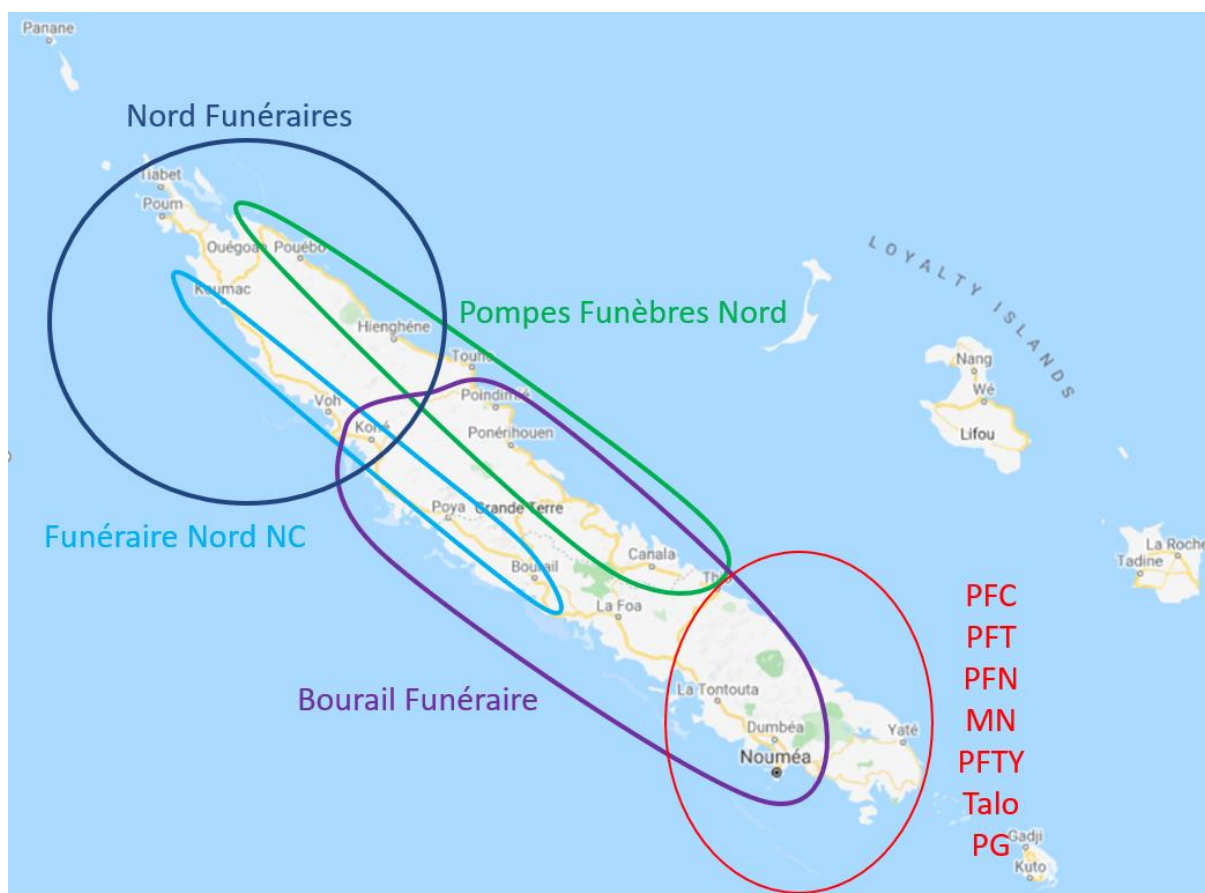 Panane
Nord Funéraires
Tiabet
Poum
Ouégoa
Pouébo
Koumac
Pompes Funèbres Nord
Hienghéne
Touho
LOYALTY ISLANDS
Nang
Wé
Lifou
Voh
Poindimié
Koné
Ponérihouen
Poya
Grande Terre
Funéraire Nord NC
Canala
Bourail
La Foa
La Roche
Tadine
PFC
PFT
PFN
MN
PFTY
Talo
PG
Bourail Funéraire
La Tontouta
Dumbéa
Yaté
Nouméa
Gadji
Kuto